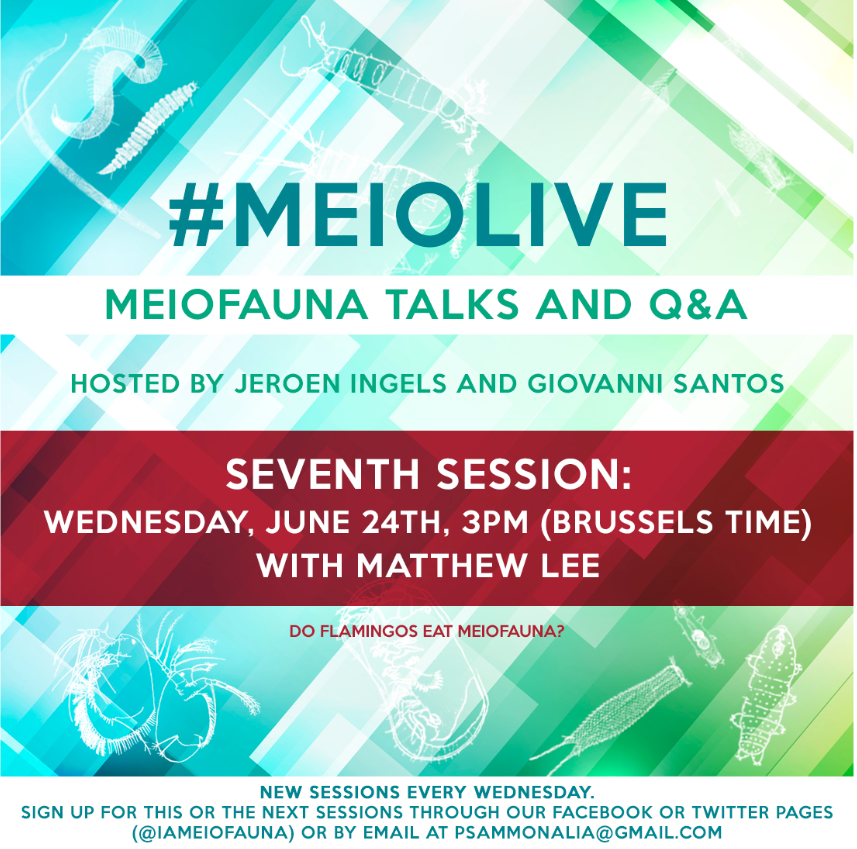 #MEIOLIVE
MEIOFAUNA TALKS AND Q&A
HOSTED BY JEROEN INGELS AND GIOVANNI SANTOS
SEVENTH SESSION:
WEDNESDAY, JUNE 24TH, 3PM (BRUSSELS TIME)
WITH MATTHEW LEE
DO FLAMINGOS EAT MEIOFAUNA?
NEW SESSIONS EVERY WEDNESDAY.
SIGN UP FOR THIS OR THE NEXT SESSIONS THROUGH OUR FACEBOOK OR TWITTER PAGES
(@IAMEIOFAUNA) OR BY EMAIL AT PSAMMONALIA@GMAIL.COM